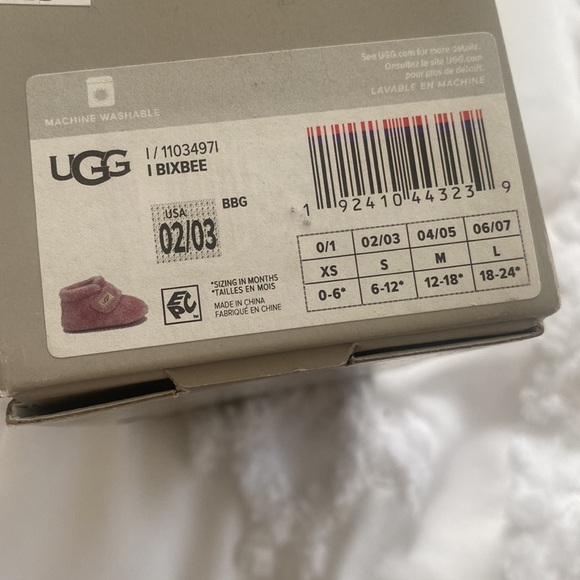 See UGG.com for more details.
Consultez le site UGG.com
pour plus de détails.
LAVABLE EN MACHINE
MACHINE WASHABLE
UGG
I / 1103497I
I BIXBEE
BBG
USA
02/03
1 92410 44323 9
0/1 02/03 04/05 06/07
XS S M L
0-6* 6-12* 12-18* 18-24*
*SIZING IN MONTHS
*TAILLES EN MOIS
MADE IN CHINA
FABRIQUÉ EN CHINE
EPC